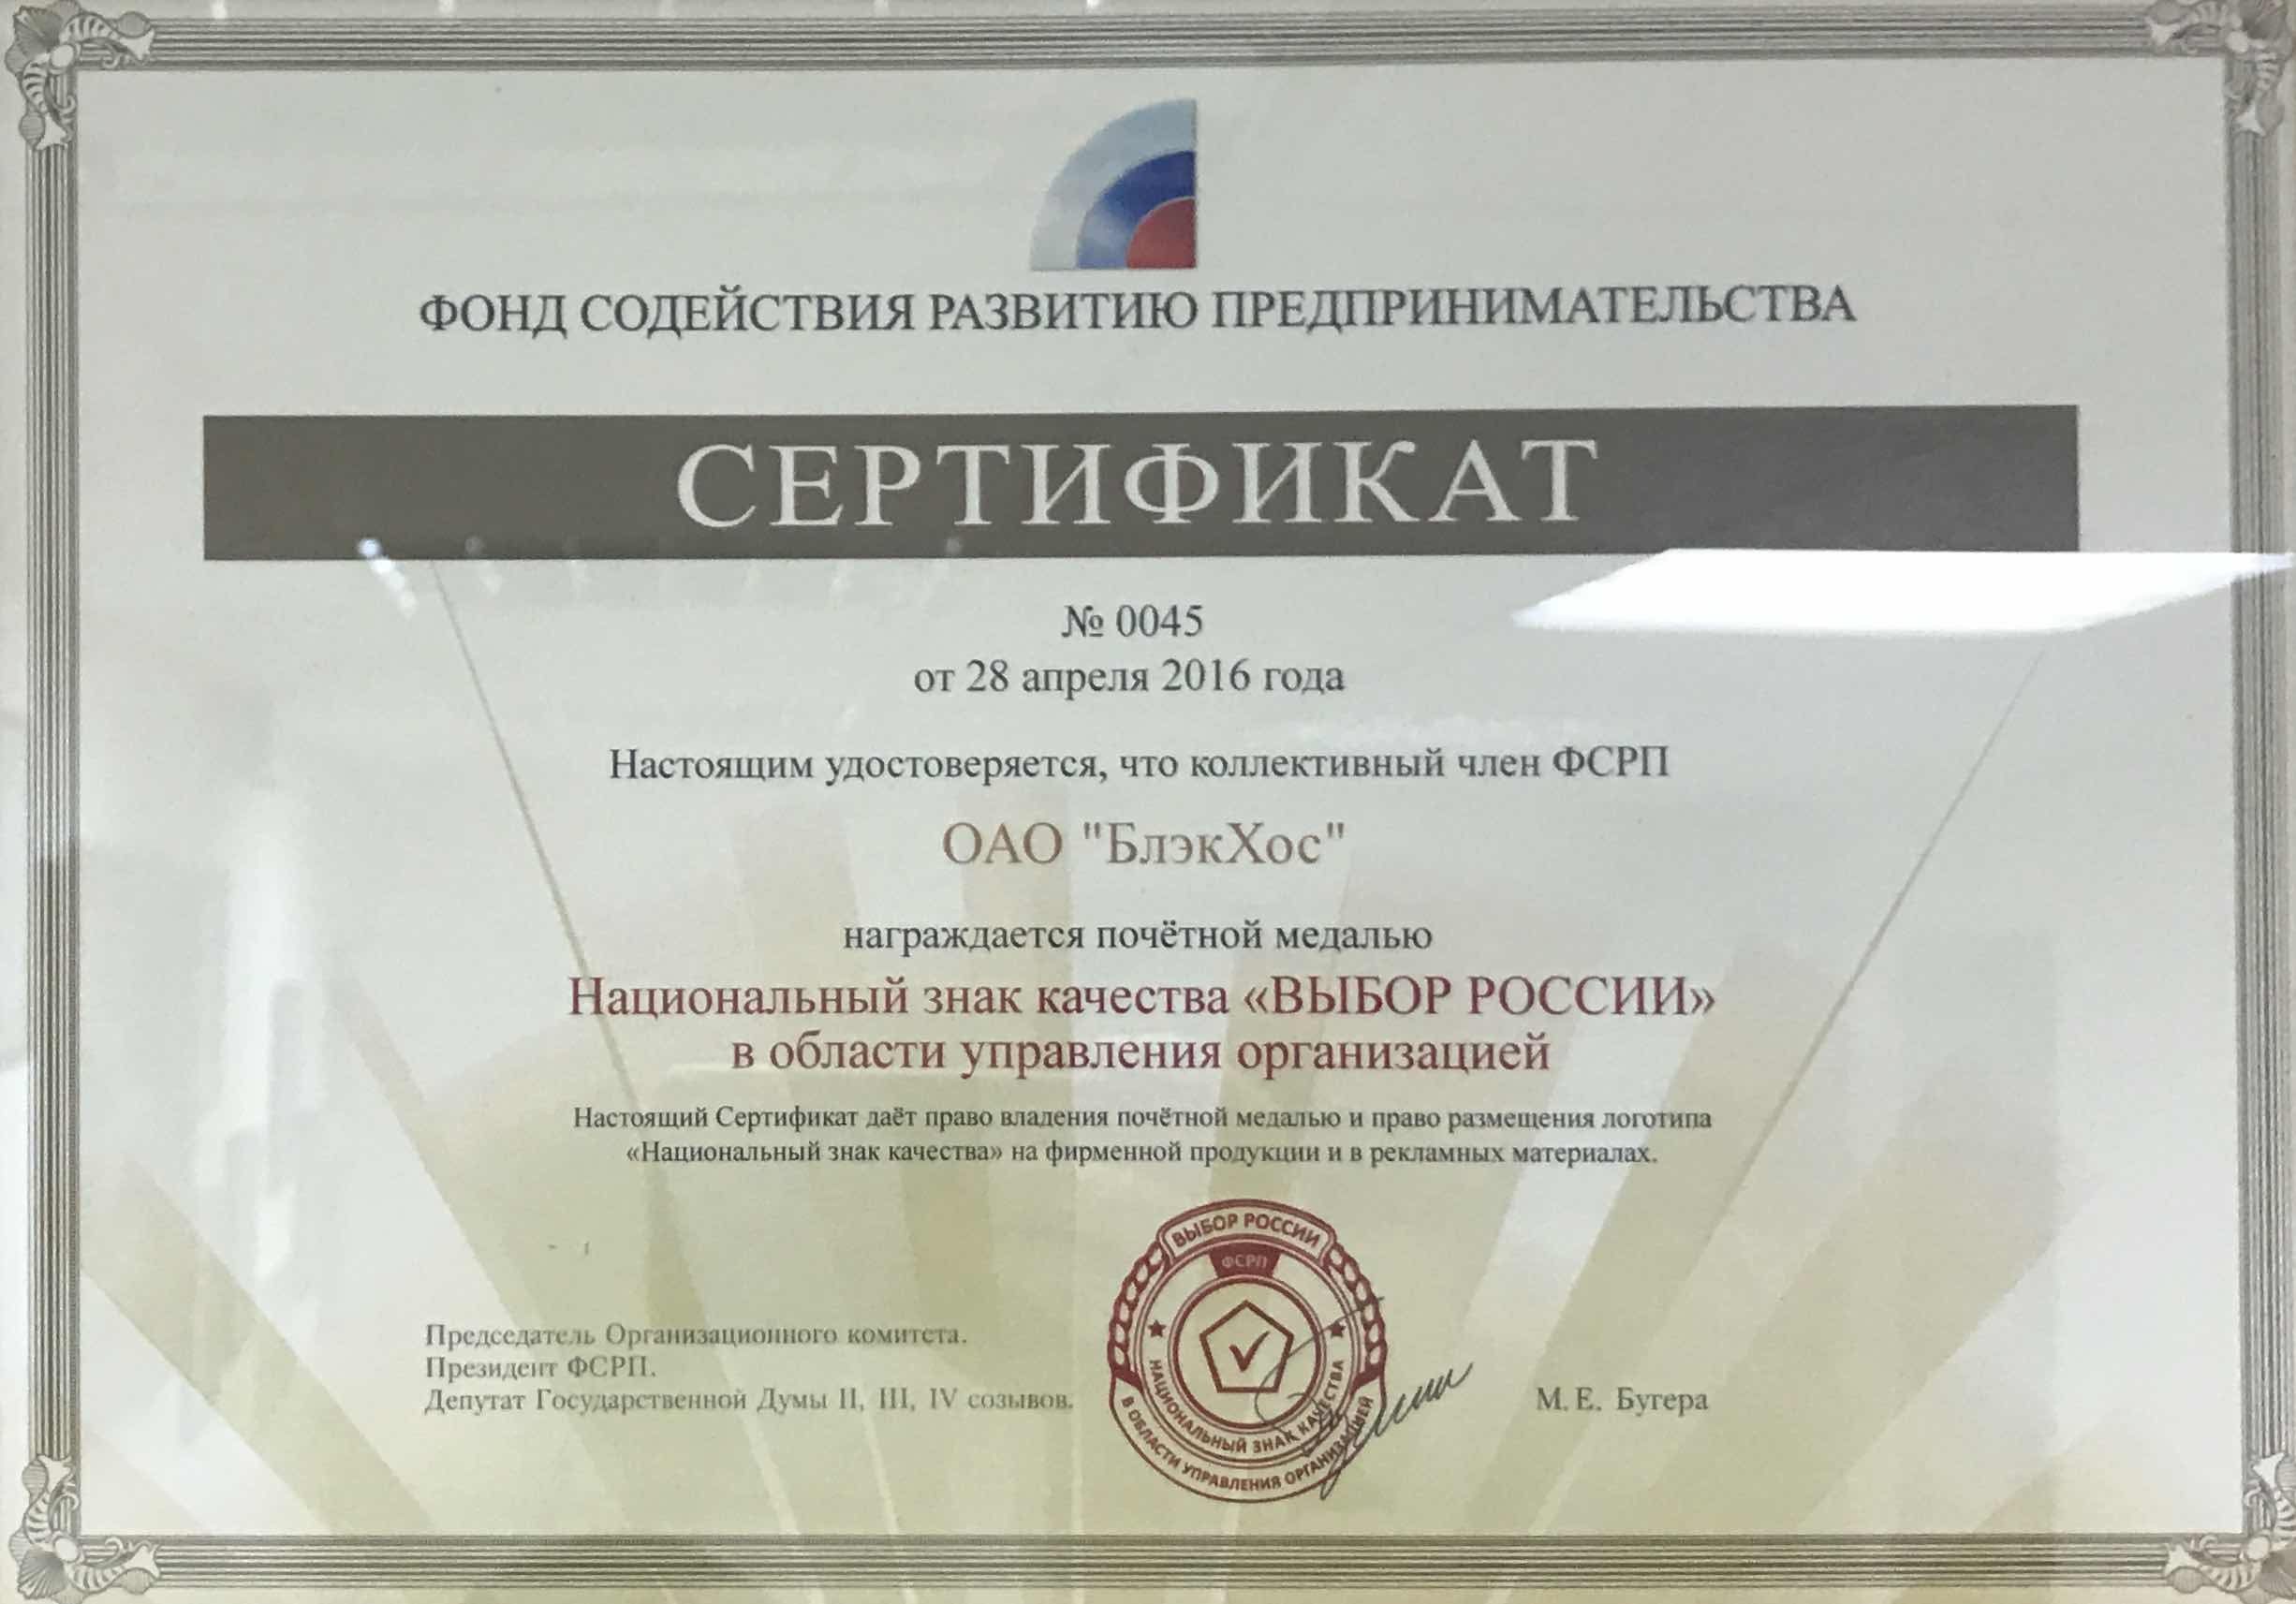 ФОНД СОДЕЙСТВИЯ РАЗВИТИЮ ПРЕДПРИНИМАТЕЛЬСТВА
СЕРТИФИКАТ
№ 0045
от 28 апреля 2016 года
Настоящим удостоверяется, что коллективный член ФСРП
ОАО "БлэкХос"
награждается почётной медалью
Национальный знак качества «ВЫБОР РОССИИ»
в области управления организацией
Настоящий Сертификат даёт право владения почётной медалью и право размещения логотипа
«Национальный знак качества» на фирменной продукции и в рекламных материалах.
ВЫБОР РОССИИ
ФСРП
НАЦИОНАЛЬНЫЙ ЗНАК КАЧЕСТВА
В ОБЛАСТИ УПРАВЛЕНИЯ ОРГАНИЗАЦИЕЙ
Председатель Организационного комитета.
Президент ФСРП.
Депутат Государственной Думы II, III, IV созывов.
М. Е. Бугера